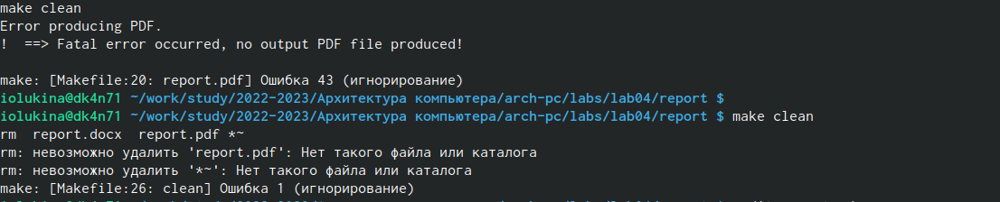 make clean
Error producing PDF.
!  ==> Fatal error occurred, no output PDF file produced!
make: [Makefile:20: report.pdf] Ошибка 43 (игнорирование)
iolukina@dk4n71 ~/work/study/2022-2023/Архитектура компьютера/arch-pc/labs/lab04/report $
iolukina@dk4n71 ~/work/study/2022-2023/Архитектура компьютера/arch-pc/labs/lab04/report $ make clean
rm  report.docx  report.pdf *~
rm: невозможно удалить 'report.pdf': Нет такого файла или каталога
rm: невозможно удалить '*~': Нет такого файла или каталога
make: [Makefile:26: clean] Ошибка 1 (игнорирование)